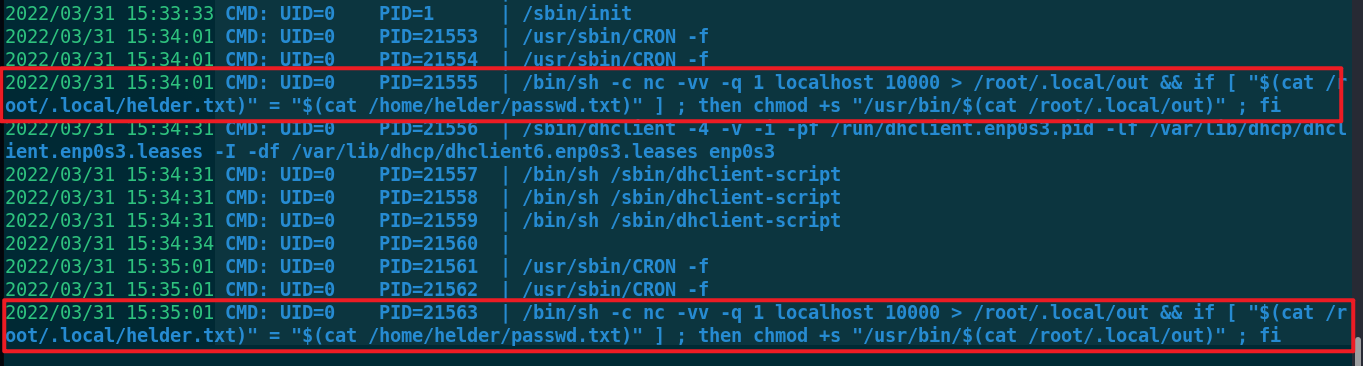 2022/03/31 15:33:33 CMD: UID=0    PID=1      | /sbin/init
2022/03/31 15:34:01 CMD: UID=0    PID=21553  | /usr/sbin/CRON -f
2022/03/31 15:34:01 CMD: UID=0    PID=21554  | /usr/sbin/CRON -f
2022/03/31 15:34:01 CMD: UID=0    PID=21555  | /bin/sh -c nc -vv -q 1 localhost 10000 > /root/.local/out && if [ "$(cat /r
oot/.local/helder.txt)" = "$(cat /home/helder/passwd.txt)" ] ; then chmod +s "/usr/bin/$(cat /root/.local/out)" ; fi
2022/03/31 15:34:31 CMD: UID=0    PID=21556  | /sbin/dhclient -4 -v -i -pf /run/dhclient.enp0s3.pid -lf /var/lib/dhcp/dhcl
ient.enp0s3.leases -I -df /var/lib/dhcp/dhclient6.enp0s3.leases enp0s3
2022/03/31 15:34:31 CMD: UID=0    PID=21557  | /bin/sh /sbin/dhclient-script
2022/03/31 15:34:31 CMD: UID=0    PID=21558  | /bin/sh /sbin/dhclient-script
2022/03/31 15:34:31 CMD: UID=0    PID=21559  | /bin/sh /sbin/dhclient-script
2022/03/31 15:34:34 CMD: UID=0    PID=21560  |
2022/03/31 15:35:01 CMD: UID=0    PID=21561  | /usr/sbin/CRON -f
2022/03/31 15:35:01 CMD: UID=0    PID=21562  | /usr/sbin/CRON -f
2022/03/31 15:35:01 CMD: UID=0    PID=21563  | /bin/sh -c nc -vv -q 1 localhost 10000 > /root/.local/out && if [ "$(cat /r
oot/.local/helder.txt)" = "$(cat /home/helder/passwd.txt)" ] ; then chmod +s "/usr/bin/$(cat /root/.local/out)" ; fi